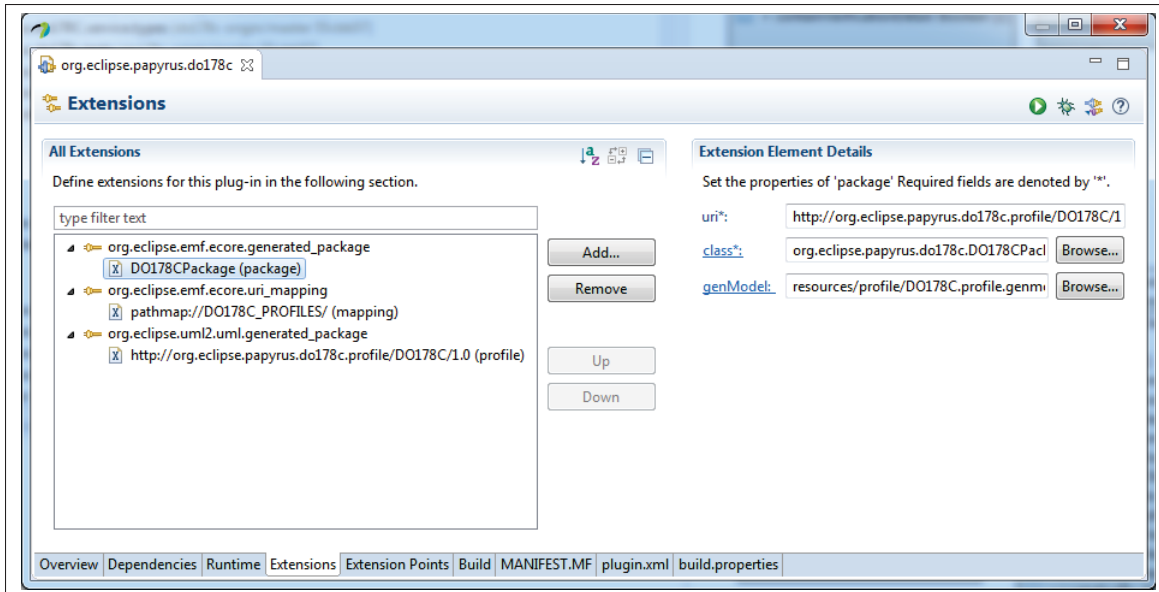 org.eclipse.papyrus.do178c
Extensions
All Extensions
Define extensions for this plug-in in the following section.
type filter text
org.eclipse.emf.ecore.generated_package
DO178CPackage (package)
org.eclipse.emf.ecore.uri_mapping
pathmap://DO178C_PROFILES/ (mapping)
org.eclipse.uml2.uml.generated_package
http://org.eclipse.papyrus.do178c.profile/DO178C/1.0 (profile)
Add...
Remove
Up
Down
Extension Element Details
Set the properties of 'package' Required fields are denoted by '*'.
uri*: http://org.eclipse.papyrus.do178c.profile/DO178C/1
class*: org.eclipse.papyrus.do178c.DO178CPacl Browse...
genModel: resources/profile/DO178C.profile.genm Browse...
Overview Dependencies Runtime Extensions Extension Points Build MANIFEST.MF plugin.xml build.properties